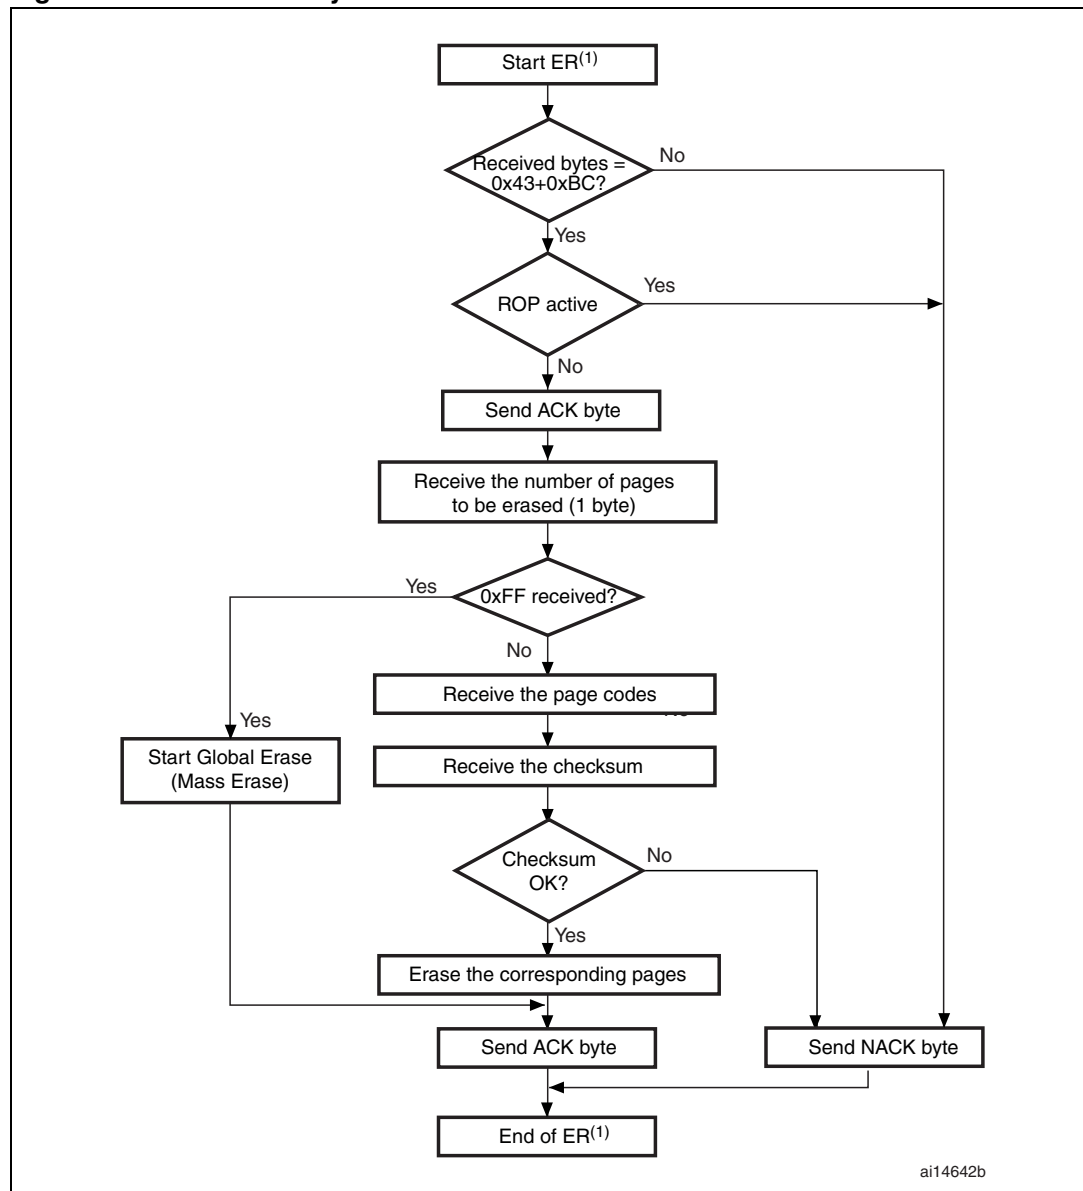 Start ER(1)
Received bytes =
0x43+0xBC?
No
Yes
ROP active
Yes
No
Send ACK byte
Receive the number of pages
to be erased (1 byte)
Yes
0xFF received?
No
Receive the page codes
Yes
Start Global Erase
(Mass Erase)
Receive the checksum
Checksum
OK?
No
Yes
Erase the corresponding pages
Send ACK byte
Send NACK byte
End of ER(1)
ai14642b